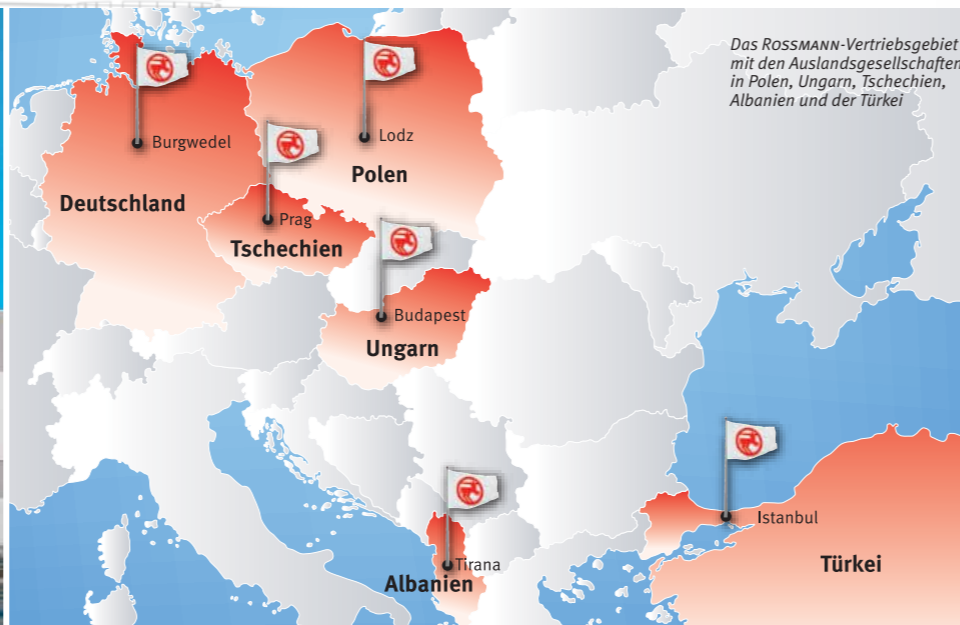 Das ROSSMANN-Vertriebsgebiet
mit den Auslandsgesellschaften
in Polen, Ungarn, Tschechien,
Albanien und der Türkei
Burgwedel
Lodz
Polen
Deutschland
Prag
Tschechien
Budapest
Ungarn
Istanbul
Tirana
Türkei
Albanien